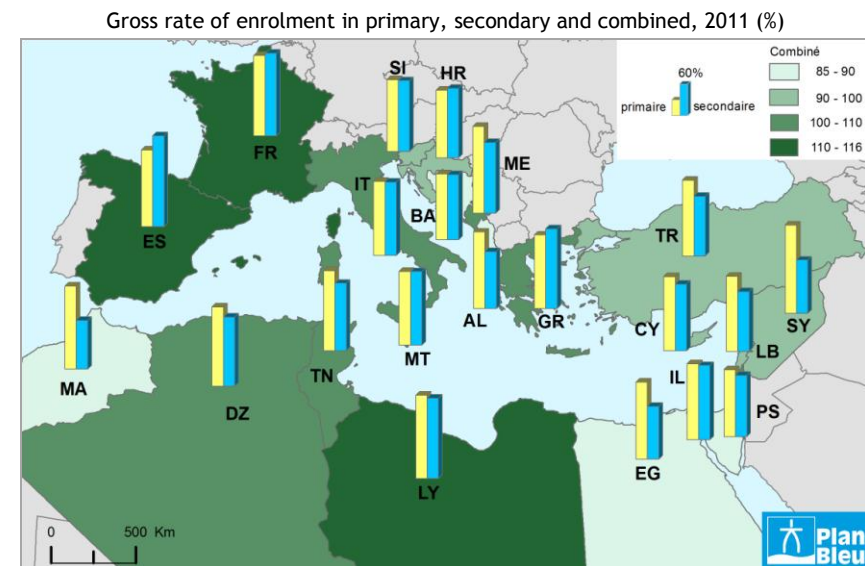 Gross rate of enrolment in primary, secondary and combined, 2011 (%)
Combiné
60%
primaire secondaire
85 - 90
90 - 100
100 - 110
110 - 116
SI
HR
FR
ME
IT
BA
ES
TR
AL
GR
CY
SY
LB
MA
DZ
TN
MT
IL
PS
EG
LY
0 500 Km
Plan
Bleu